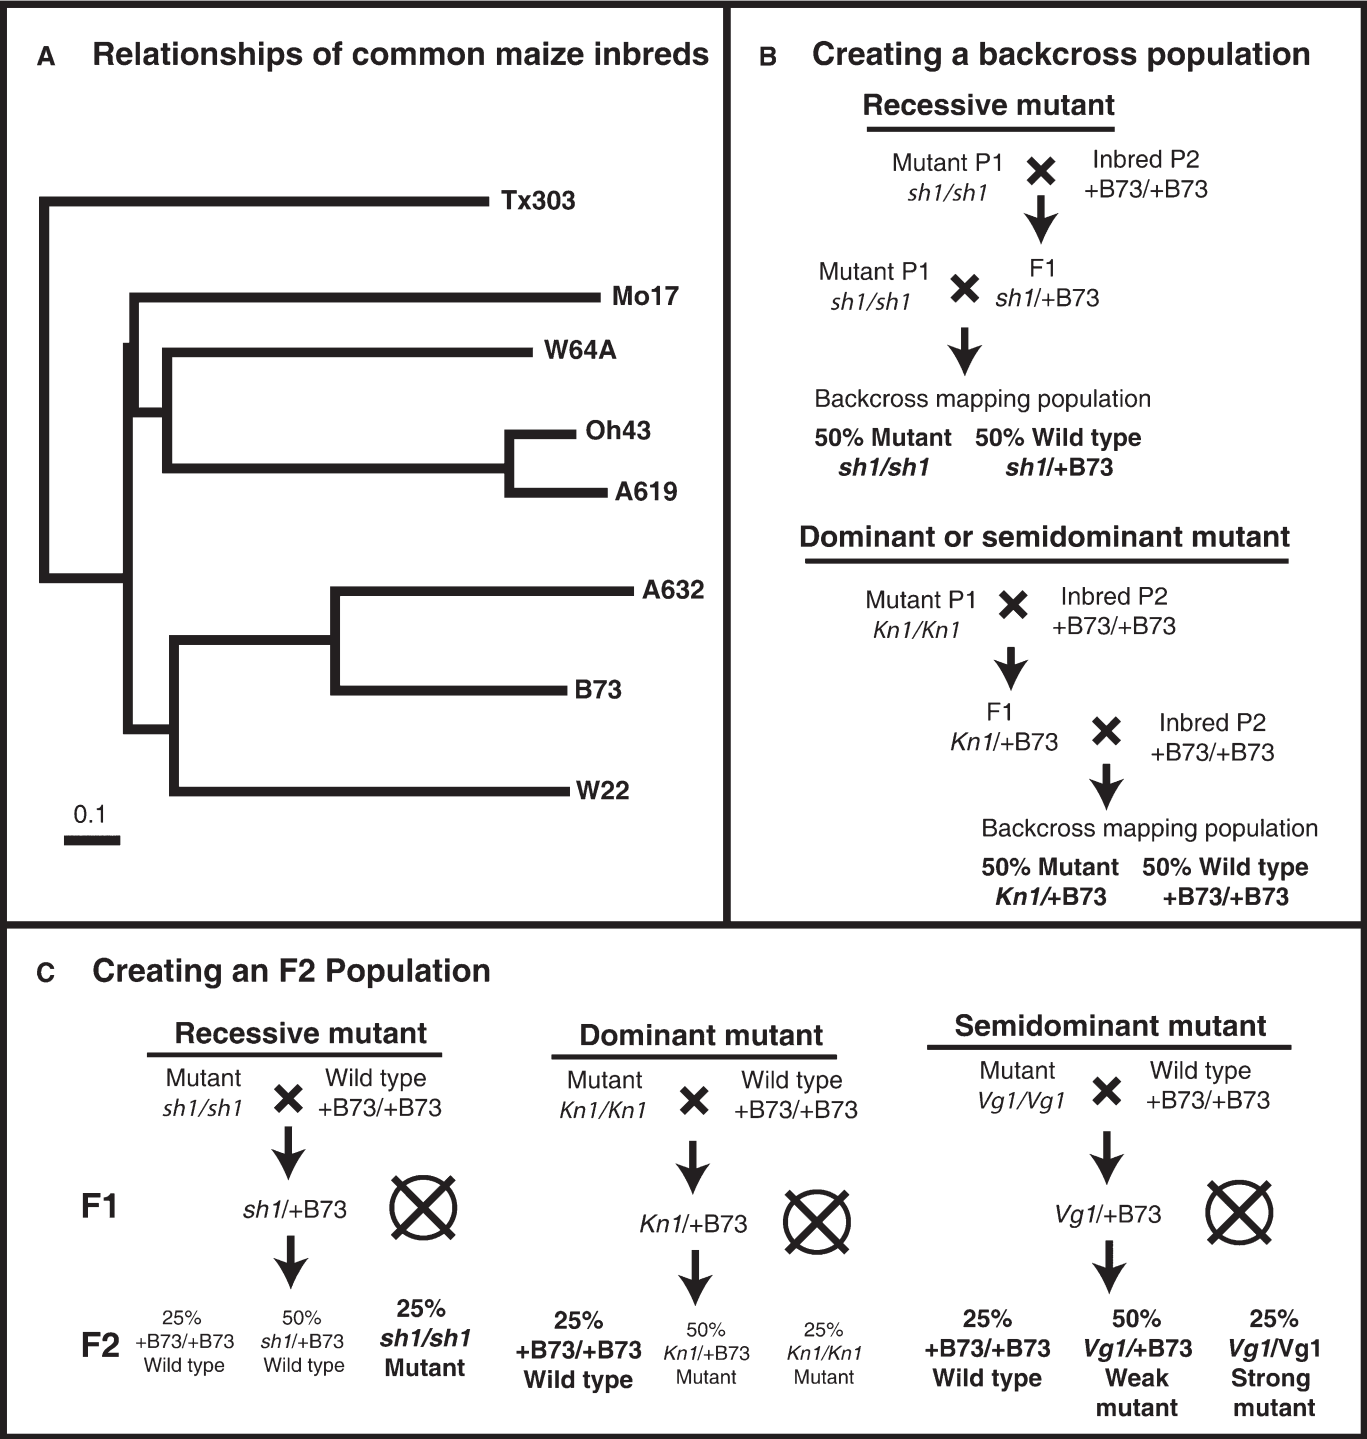 A Relationships of common maize inbreds
Tx303
Mo17
W64A
Oh43
A619
A632
B73
W22
0.1
B Creating a backcross population
Recessive mutant
Mutant P1
sh1/sh1
Inbred P2
+B73/+B73
Mutant P1
sh1/sh1
F1
sh1/+B73
Backcross mapping population
50% Mutant 50% Wild type
sh1/sh1 sh1/+B73
Dominant or semidominant mutant
Mutant P1
Kn1/Kn1
Inbred P2
+B73/+B73
F1
Kn1/+B73
Inbred P2
+B73/+B73
Backcross mapping population
50% Mutant 50% Wild type
Kn1/+B73 +B73/+B73
C Creating an F2 Population
Recessive mutant
Mutant
sh1/sh1
Wild type
+B73/+B73
F1
sh1/+B73
F2
25%
+B73/+B73
Wild type
50%
sh1/+B73
Wild type
25%
sh1/sh1
Mutant
Dominant mutant
Mutant
Kn1/Kn1
Wild type
+B73/+B73
Kn1/+B73
25%
+B73/+B73
Wild type
50%
Kn1/+B73
Mutant
25%
Kn1/Kn1
Mutant
Semidominant mutant
Mutant
Vg1/Vg1
Wild type
+B73/+B73
Vg1/+B73
25%
+B73/+B73
Wild type
50%
Vg1/+B73
Weak
mutant
25%
Vg1/Vg1
Strong
mutant